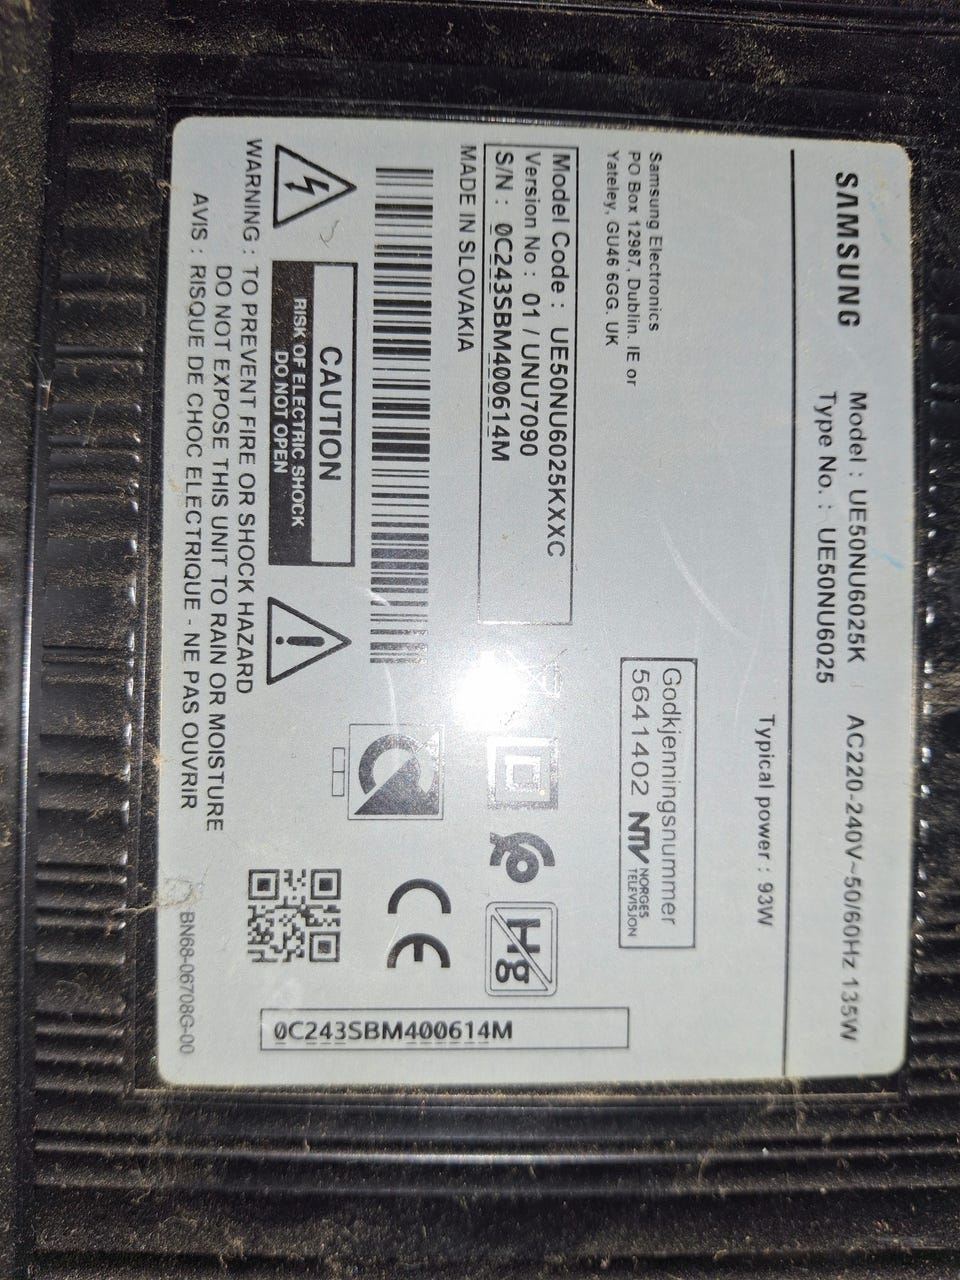 SAMSUNG
Model : UE50NU6025K
Type No. : UE50NU6025
AC220-240V~50/60Hz 135W
Typical power : 93W
Samsung Electronics
PO Box 12987, Dublin. IE or
Yateley, GU46 6GG. UK
Godkjenningsnummer
5641402 NTV NORGES
TELEVISJON
Model Code : UE50NU6025KXXC
Version No : 01 / UNU7090
S/N : 0C243SBM400614M
MADE IN SLOVAKIA
Hg
CE
CAUTION
RISK OF ELECTRIC SHOCK
DO NOT OPEN
0C243SBM400614M
WARNING : TO PREVENT FIRE OR SHOCK HAZARD
DO NOT EXPOSE THIS UNIT TO RAIN OR MOISTURE
AVIS : RISQUE DE CHOC ELECTRIQUE - NE PAS OUVRIR
BN68-06708G-00